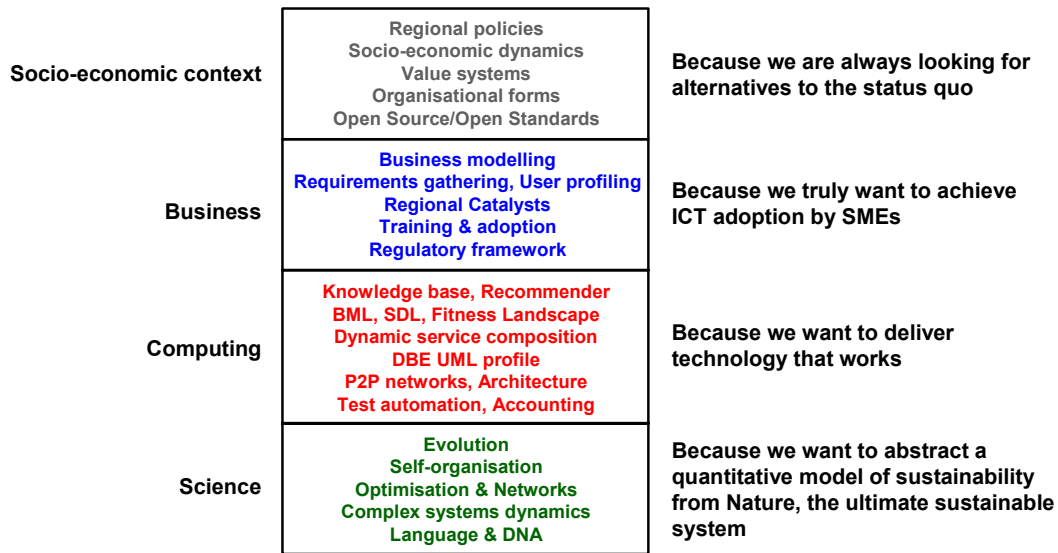 Socio-economic context
Regional policies
Socio-economic dynamics
Value systems
Organisational forms
Open Source/Open Standards
Because we are always looking for
alternatives to the status quo
Business
Business modelling
Requirements gathering, User profiling
Regional Catalysts
Training & adoption
Regulatory framework
Because we truly want to achieve
ICT adoption by SMEs
Computing
Knowledge base, Recommender
BML, SDL, Fitness Landscape
Dynamic service composition
DBE UML profile
P2P networks, Architecture
Test automation, Accounting
Because we want to deliver
technology that works
Science
Evolution
Self-organisation
Optimisation & Networks
Complex systems dynamics
Language & DNA
Because we want to abstract a
quantitative model of sustainability
from Nature, the ultimate sustainable
system